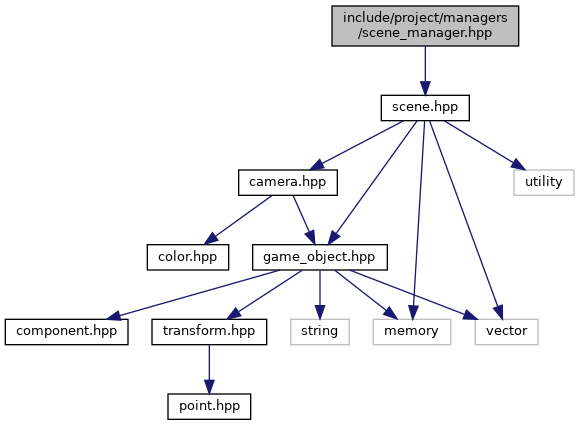 include/project/managers
/scene_manager.hpp
scene.hpp
camera.hpp
utility
color.hpp
game_object.hpp
component.hpp
transform.hpp
string
memory
vector
point.hpp